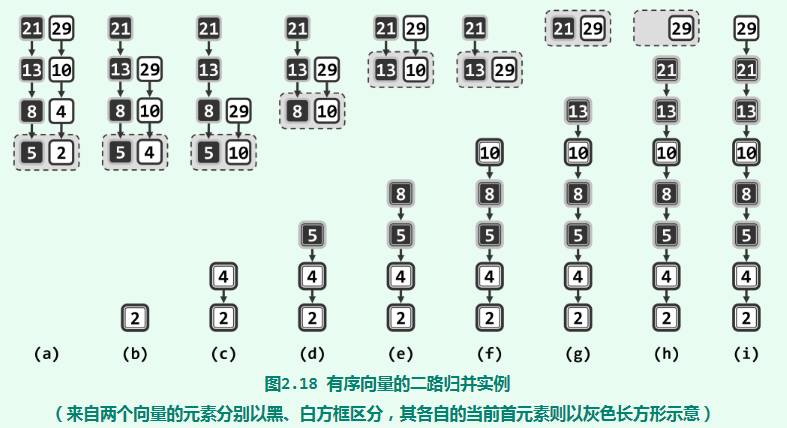 21 29 21 21 21 21 29 21 21 29 29 29
13 10 13 29 13 13 29 13 10 13 29 21 21
8 4 8 10 8 29 8 10 13 13 13
5 2 5 4 5 10 10 10 10 10
8 8 8 8 8
5 5 5 5 5 5
4 4 4 4 4 4 4
2 2 2 2 2 2 2 2
(a) (b) (c) (d) (e) (f) (g) (h) (i)
图2.18 有序向量的二路归并实例
（来自两个向量的元素分别以黑、白方框区分，其各自的当前首元素则以灰色长方形示意）